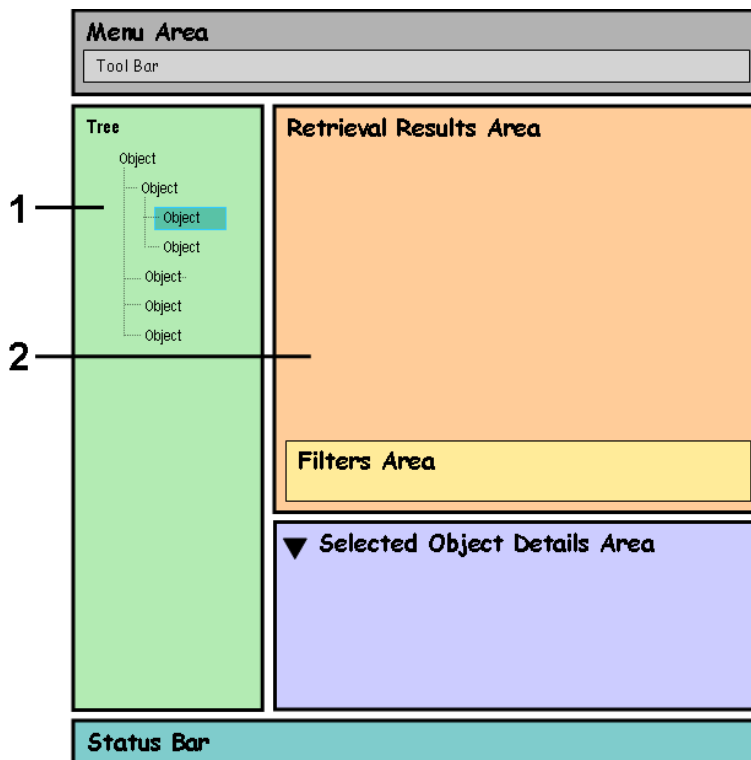 Menu Area
Tool Bar
Tree
Object
Object
Object
Object
Object
Object
Object
1
2
Retrieval Results Area
Filters Area
Selected Object Details Area
Status Bar